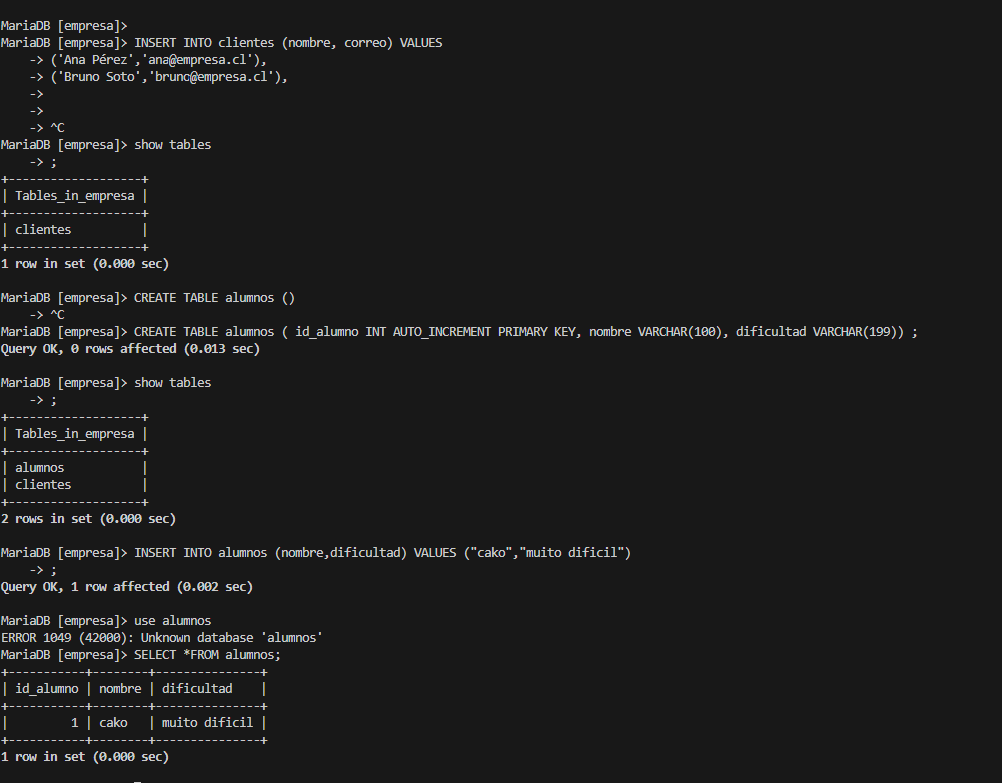 MariaDB [empresa]>
MariaDB [empresa]> INSERT INTO clientes (nombre, correo) VALUES
    -> ('Ana Pérez','ana@empresa.cl'),
    -> ('Bruno Soto','bruno@empresa.cl'),
    ->
    ->
    -> ^C
MariaDB [empresa]> show tables
    -> ;
+-------------------+
| Tables_in_empresa |
+-------------------+
| clientes          |
+-------------------+
1 row in set (0.000 sec)

MariaDB [empresa]> CREATE TABLE alumnos ()
    -> ^C
MariaDB [empresa]> CREATE TABLE alumnos ( id_alumno INT AUTO_INCREMENT PRIMARY KEY, nombre VARCHAR(100), dificultad VARCHAR(199)) ;
Query OK, 0 rows affected (0.013 sec)

MariaDB [empresa]> show tables
    -> ;
+-------------------+
| Tables_in_empresa |
+-------------------+
| alumnos           |
| clientes          |
+-------------------+
2 rows in set (0.000 sec)

MariaDB [empresa]> INSERT INTO alumnos (nombre,dificultad) VALUES ("cako","muito dificil")
    -> ;
Query OK, 1 row affected (0.002 sec)

MariaDB [empresa]> use alumnos
ERROR 1049 (42000): Unknown database 'alumnos'
MariaDB [empresa]> SELECT *FROM alumnos;
+-----------+--------+---------------+
| id_alumno | nombre | dificultad    |
+-----------+--------+---------------+
|         1 | cako   | muito dificil |
+-----------+--------+---------------+
1 row in set (0.000 sec)